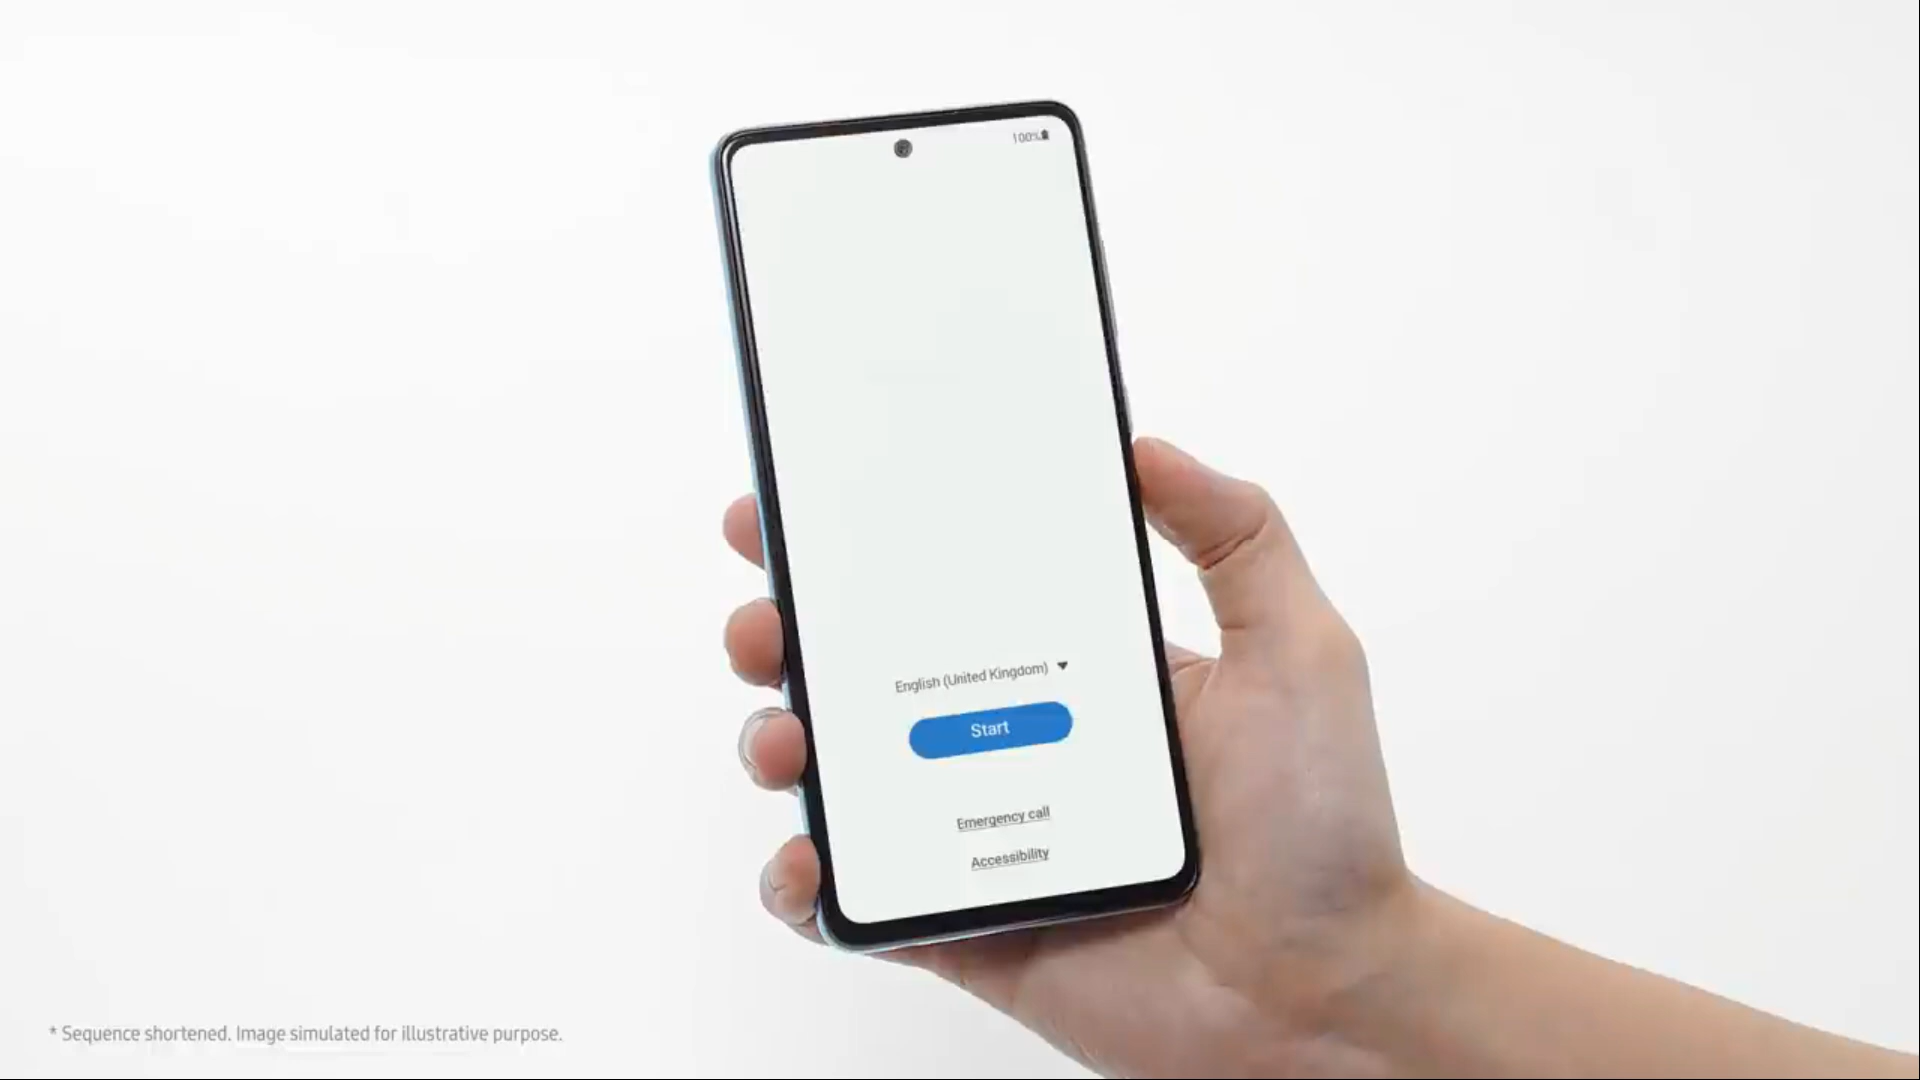 100%
English (United Kingdom)
Start
Emergency call
Accessibility
* Sequence shortened. Image simulated for illustrative purpose.